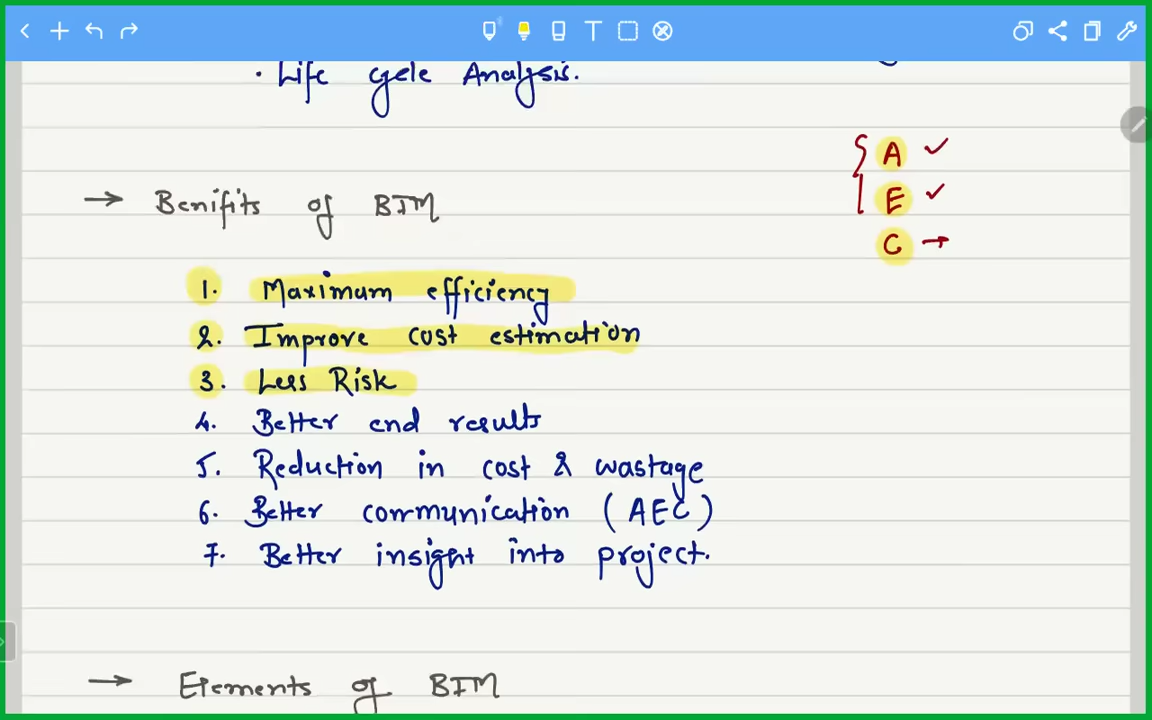 · Life cycle Analysis.
A
→ Benifits of BIM
E
C →
1. Maximum efficiency
2. Improve cost estimation
3. Less Risk
4. Better end results
5. Reduction in cost & wastage
6. Better communication (AEC)
7. Better insight into project.
→ Elements of BIM